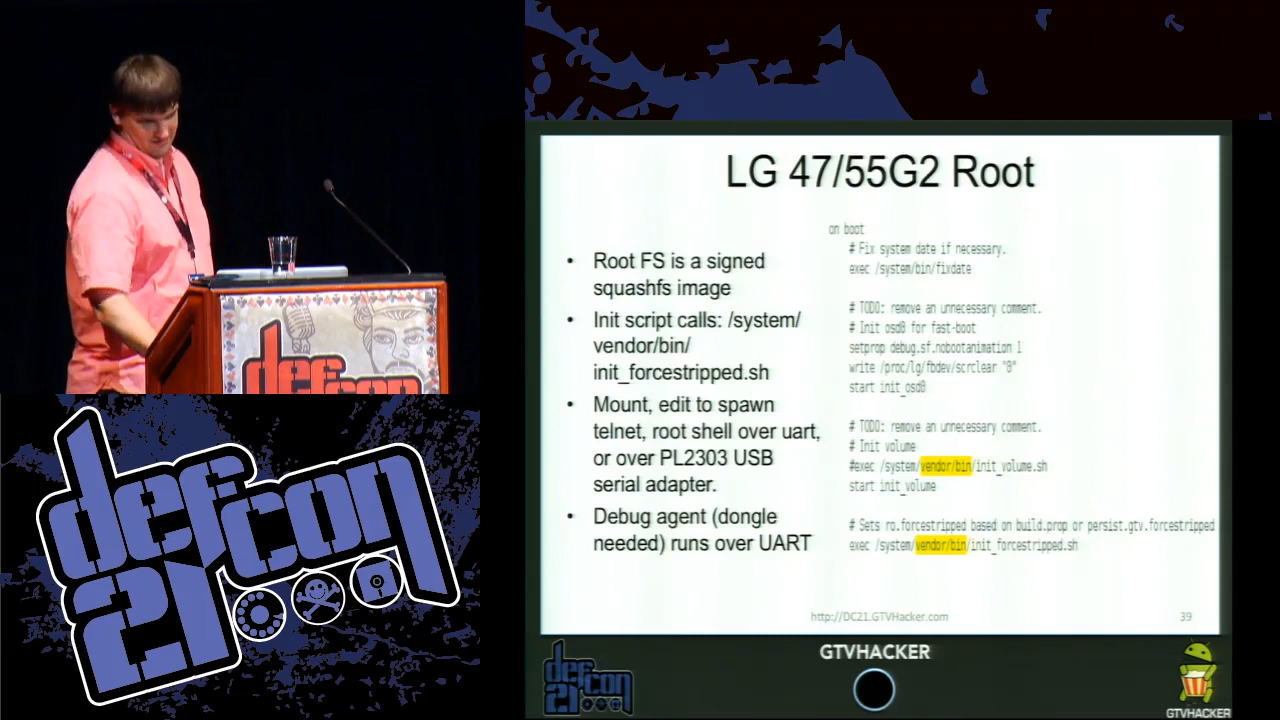 LG 47/55G2 Root
• Root FS is a signed
squashfs image
• Init script calls: /system/
vendor/bin/
init_forcestripped.sh
• Mount, edit to spawn
telnet, root shell over uart,
or over PL2303 USB
serial adapter.
• Debug agent (dongle
needed) runs over UART
on boot
# Fix system date if necessary.
exec /system/bin/fixdate
# TODO: remove an unnecessary comment.
# Init osd0 for fast-boot
setprop debug.sf.nobootanimation 1
write /proc/lg/fbdev/scrclear "0"
start init_osd0
# TODO: remove an unnecessary comment.
# Init volume
#exec /system/vendor/bin/init_volume.sh
start init_volume
# Sets ro.forcestripped based on build.prop or persist.gtv.forcestripped
exec /system/vendor/bin/init_forcestripped.sh
http://DC21.GTVHacker.com
39
GTVHACKER
defcon
21
GTVHACKER
defcon
defcon
21